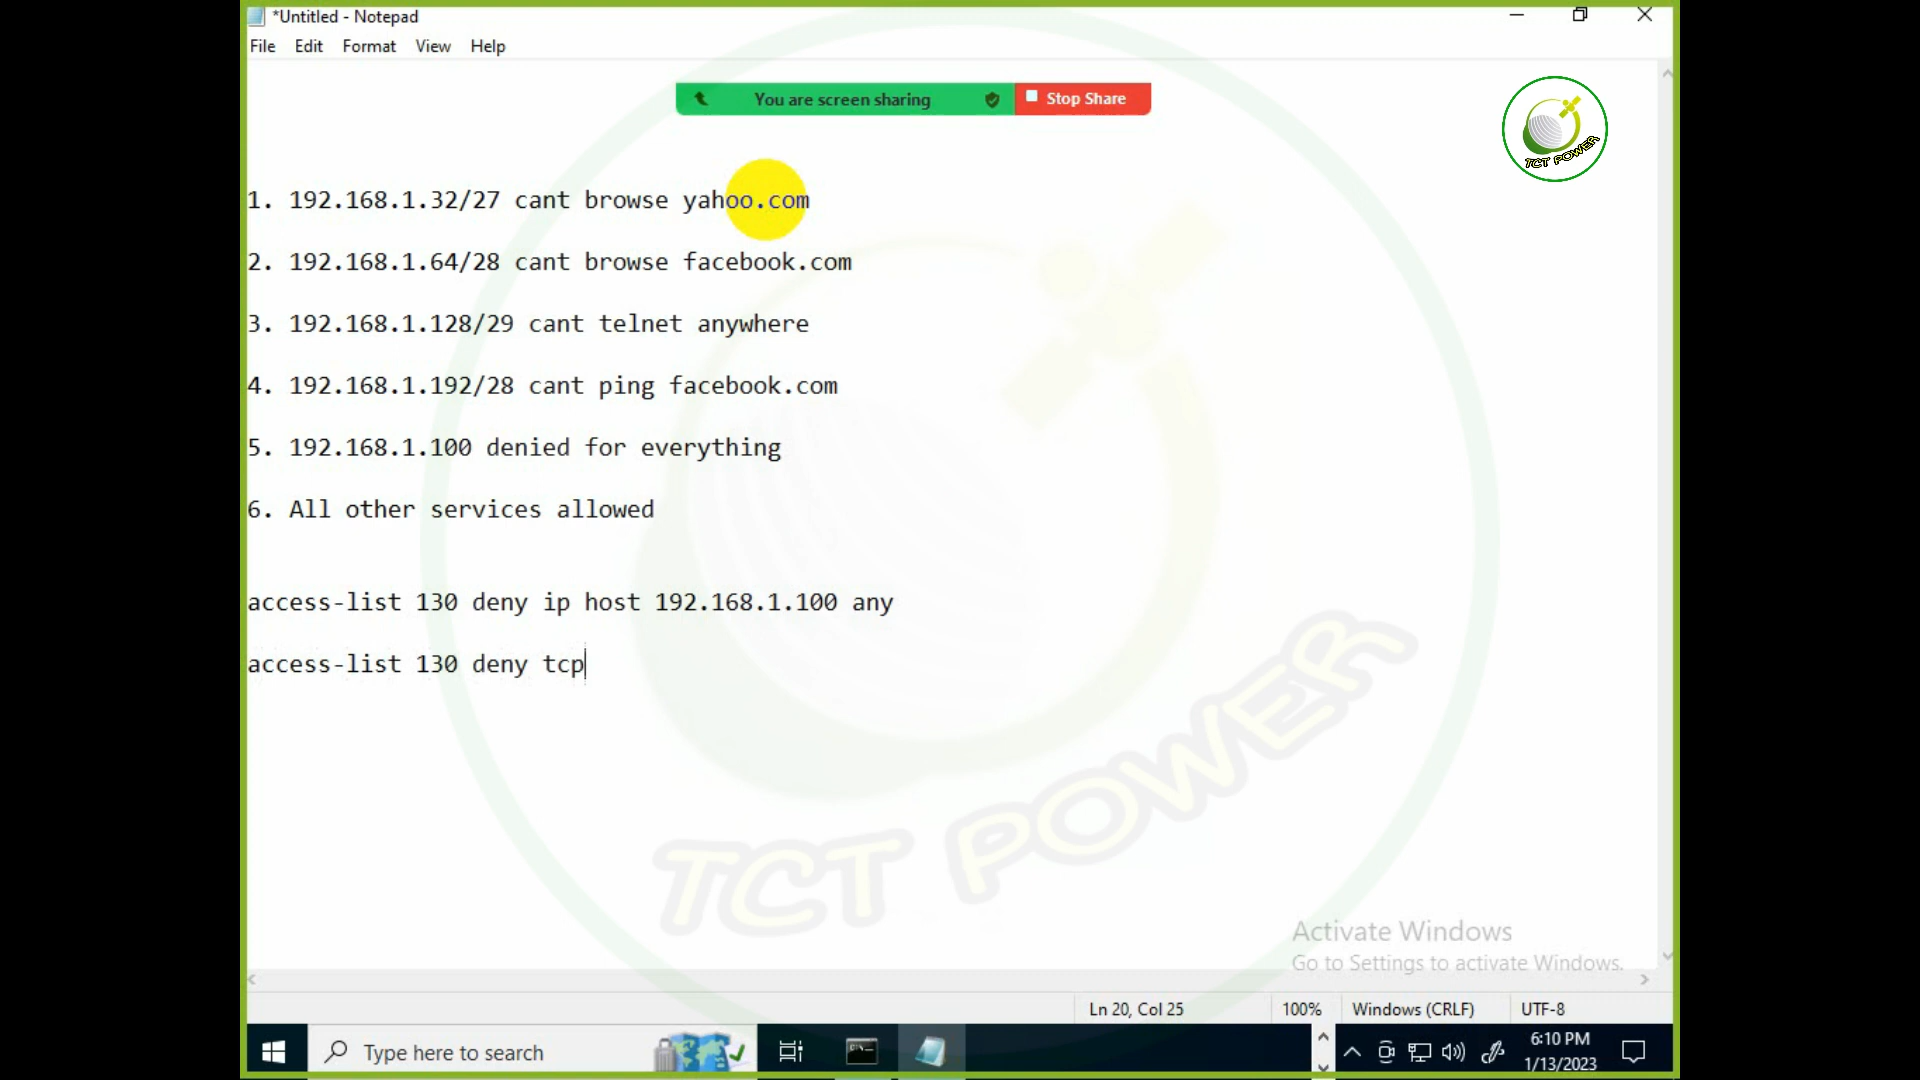 *Untitled - Notepad
File Edit Format View Help
You are screen sharing Stop Share
TCT POWER
1. 192.168.1.32/27 cant browse yahoo.com
2. 192.168.1.64/28 cant browse facebook.com
3. 192.168.1.128/29 cant telnet anywhere
4. 192.168.1.192/28 cant ping facebook.com
5. 192.168.1.100 denied for everything
6. All other services allowed
access-list 130 deny ip host 192.168.1.100 any
access-list 130 deny tcp
TCT POWER
Activate Windows
Go to Settings to activate Windows.
Ln 20, Col 25 100% Windows (CRLF) UTF-8
Type here to search
6:10 PM
1/13/2023